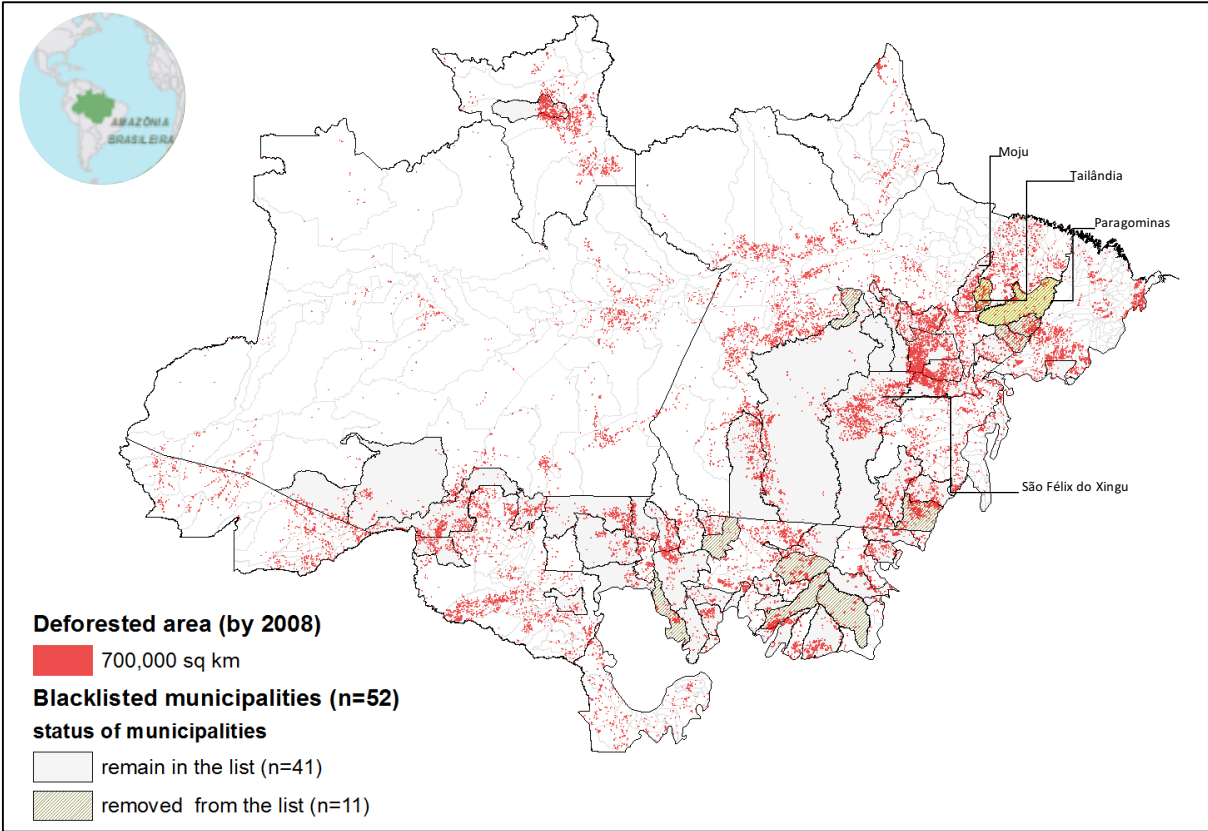 AMAZÔNIA
BRASILEIRA
Moju
Tailândia
Paragominas
São Félix do Xingu
Deforested area (by 2008)
700,000 sq km
Blacklisted municipalities (n=52)
status of municipalities
remain in the list (n=41)
removed from the list (n=11)